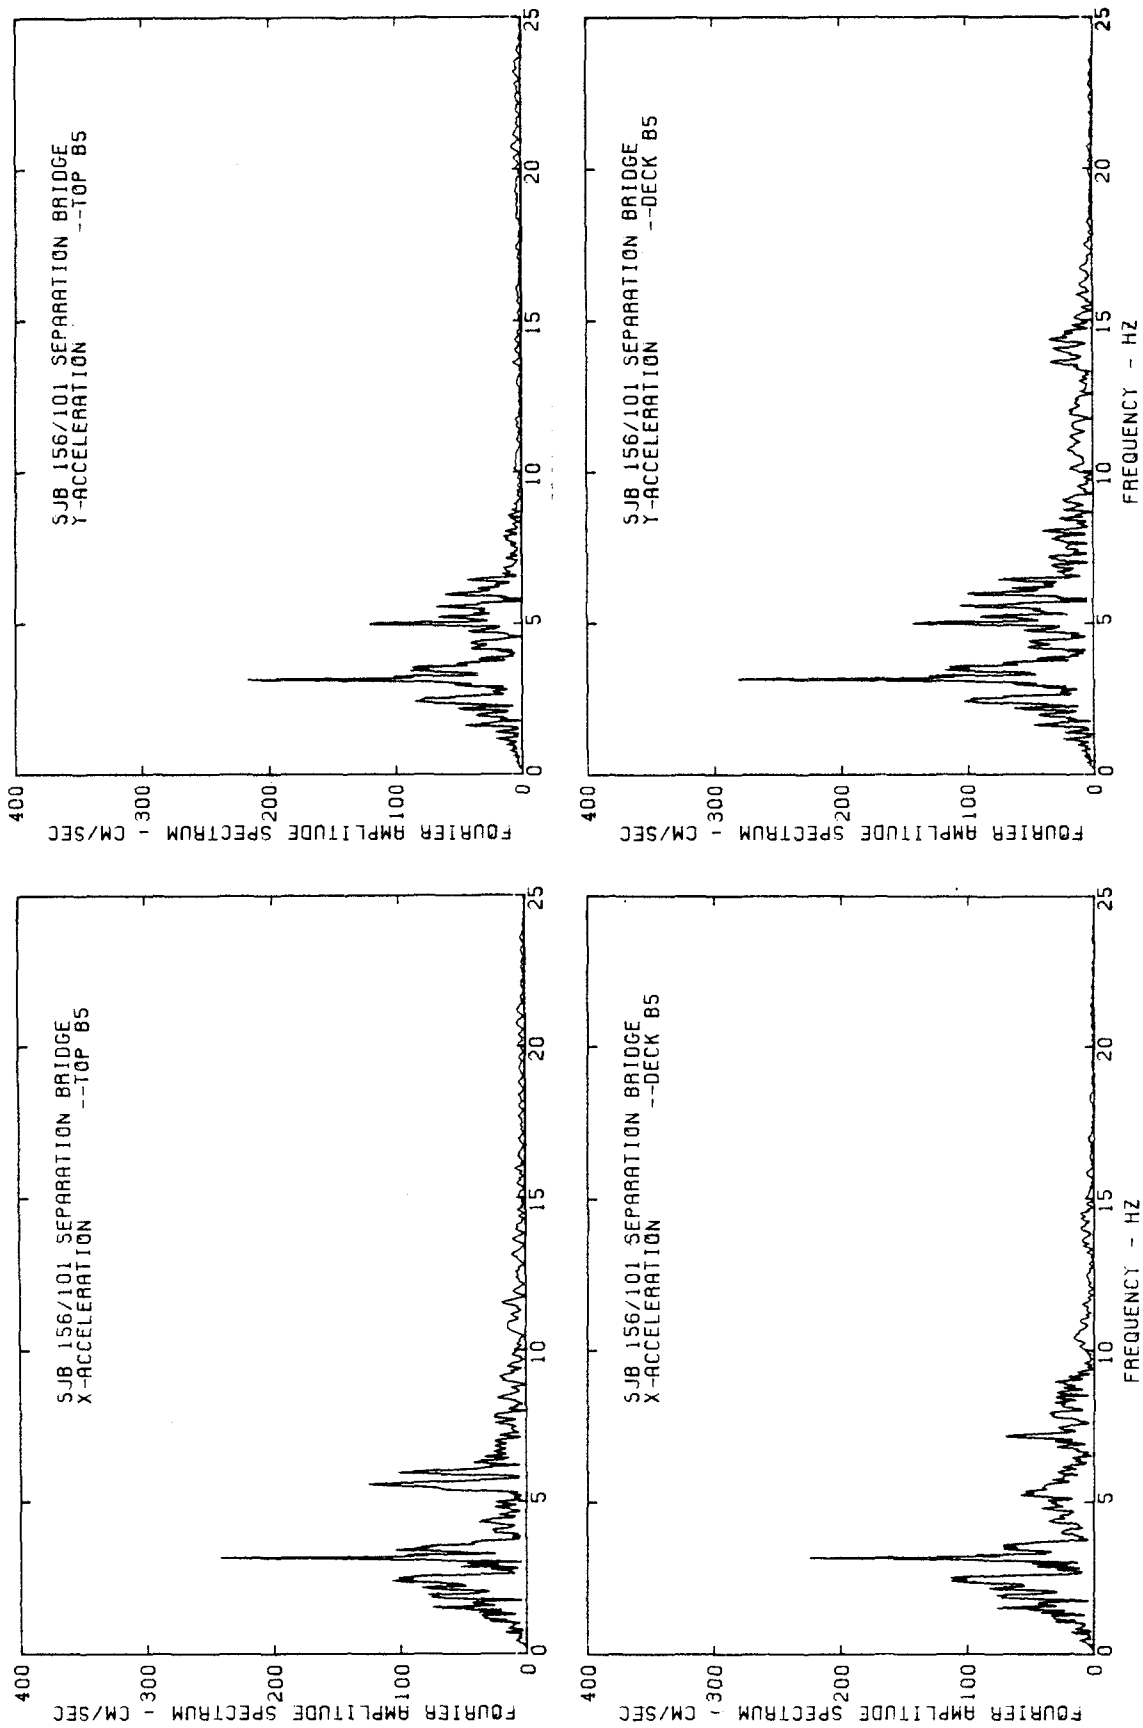 SJB 156/101 SEPARATION BRIDGE
X-ACCELERATION --TOP B5
FOURIER AMPLITUDE SPECTRUM - CM/SEC
400
300
200
100
0
0 5 10 15 20 25
SJB 156/101 SEPARATION BRIDGE
Y-ACCELERATION --TOP B5
FOURIER AMPLITUDE SPECTRUM - CM/SEC
400
300
200
100
0
0 5 10 15 20 25
SJB 156/101 SEPARATION BRIDGE
X-ACCELERATION --DECK B5
FOURIER AMPLITUDE SPECTRUM - CM/SEC
400
300
200
100
0
0 5 10 15 20 25
FREQUENCY - HZ
SJB 156/101 SEPARATION BRIDGE
Y-ACCELERATION --DECK B5
FOURIER AMPLITUDE SPECTRUM - CM/SEC
400
300
200
100
0
0 5 10 15 20 25
FREQUENCY - HZ